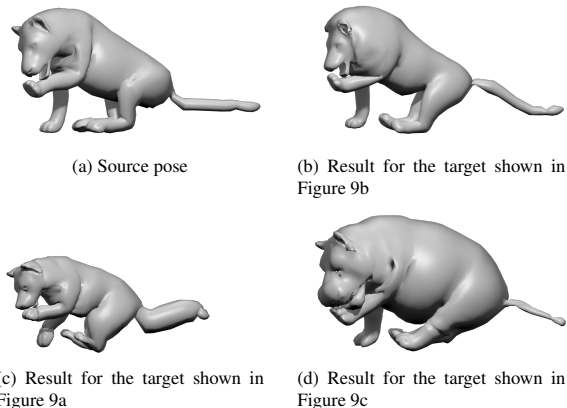 (a) Source pose
(b) Result for the target shown in
Figure 9b
c) Result for the target shown in
Figure 9a
(d) Result for the target shown in
Figure 9c